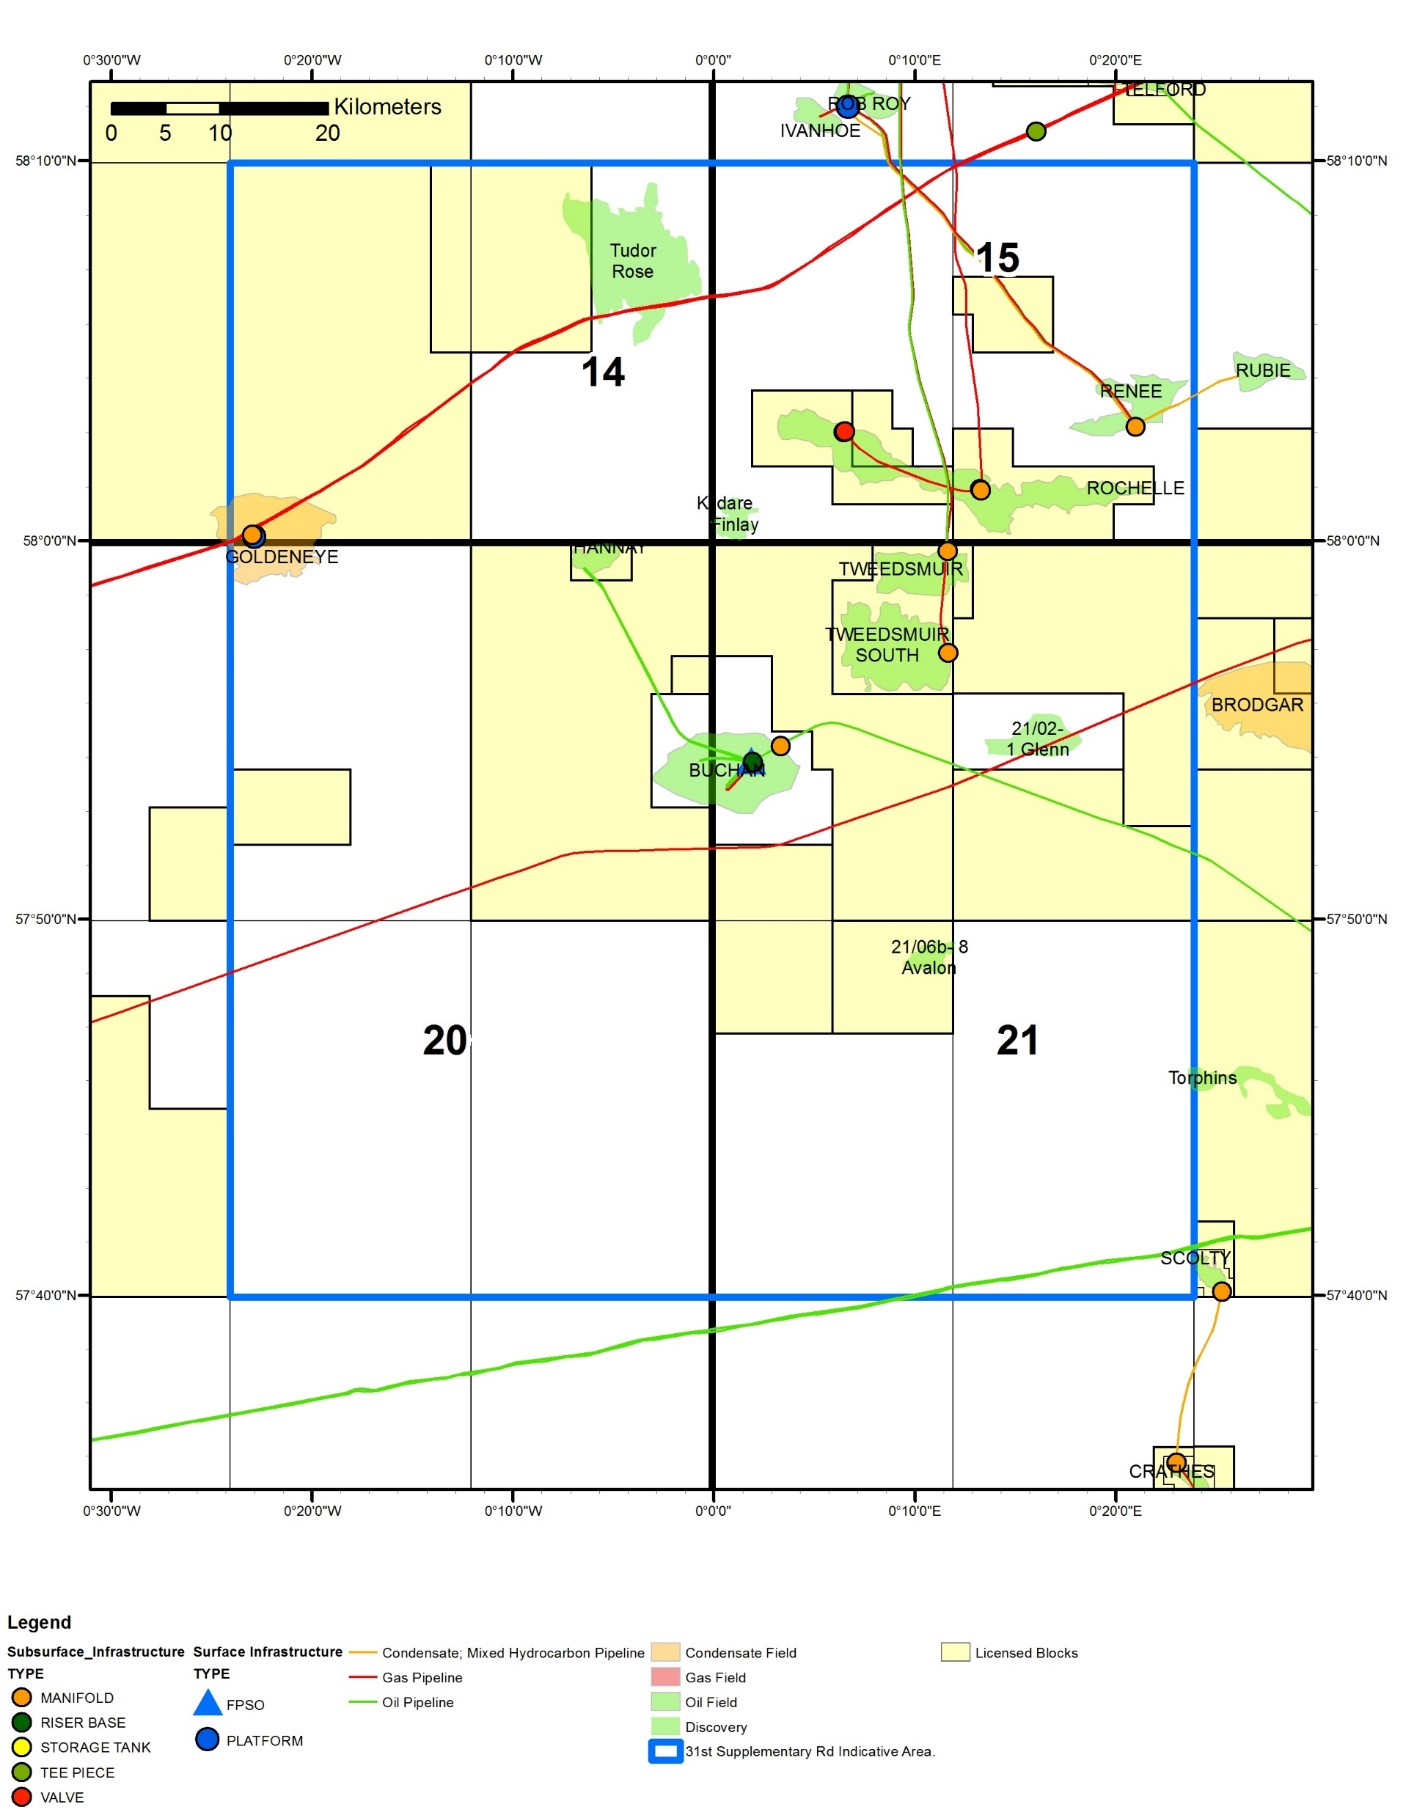 0°30'0"W 0°20'0"W 0°10'0"W 0°0'0" 0°10'0"E 0°20'0"E
Kilometers
0 5 10 20
TELFORD
ROB ROY
IVANHOE
58°10'0"N 58°10'0"N
15
Tudor
Rose
14
RUBIE
RENEE
ROCHELLE
Kildare
Finlay
58°0'0"N 58°0'0"N
HANNAY
GOLDENEYE
TWEEDSMUIR
TWEEDSMUIR
SOUTH
BRODGAR
21/02-
1 Glenn
BUCHAN
57°50'0"N 57°50'0"N
21/06b- 8
Avalon
20
21
Torphins
SCOLTY
57°40'0"N 57°40'0"N
CRATHES
0°30'0"W 0°20'0"W 0°10'0"W 0°0'0" 0°10'0"E 0°20'0"E
Legend
Subsurface_Infrastructure
TYPE
MANIFOLD
RISER BASE
STORAGE TANK
TEE PIECE
VALVE
Surface Infrastructure
TYPE
FPSO
PLATFORM
Condensate; Mixed Hydrocarbon Pipeline
Gas Pipeline
Oil Pipeline
Condensate Field
Gas Field
Oil Field
Discovery
31st Supplementary Rd Indicative Area.
Licensed Blocks